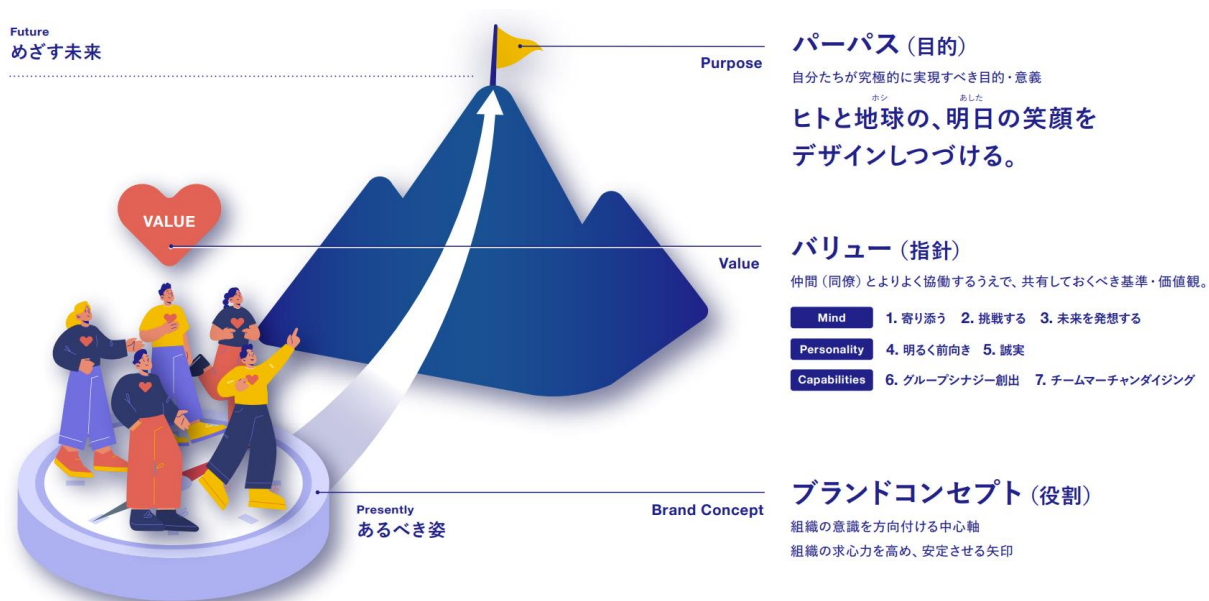 Future
めざす未来
Purpose
パーパス（目的）
自分たちが究極的に実現すべき目的・意義
ホシ あした
ヒトと地球の、明日の笑顔を
デザインしつづける。
VALUE
Value
バリュー（指針）
仲間（同僚）とよりよく協働するうえで、共有しておくべき基準・価値観。
Mind 1. 寄り添う 2. 挑戦する 3. 未来を発想する
Personality 4. 明るく前向き 5. 誠実
Capabilities 6. グループシナジー創出 7. チームマーチャンダイジング
Presently
あるべき姿
Brand Concept
ブランドコンセプト（役割）
組織の意識を方向付ける中心軸
組織の求心力を高め、安定させる矢印